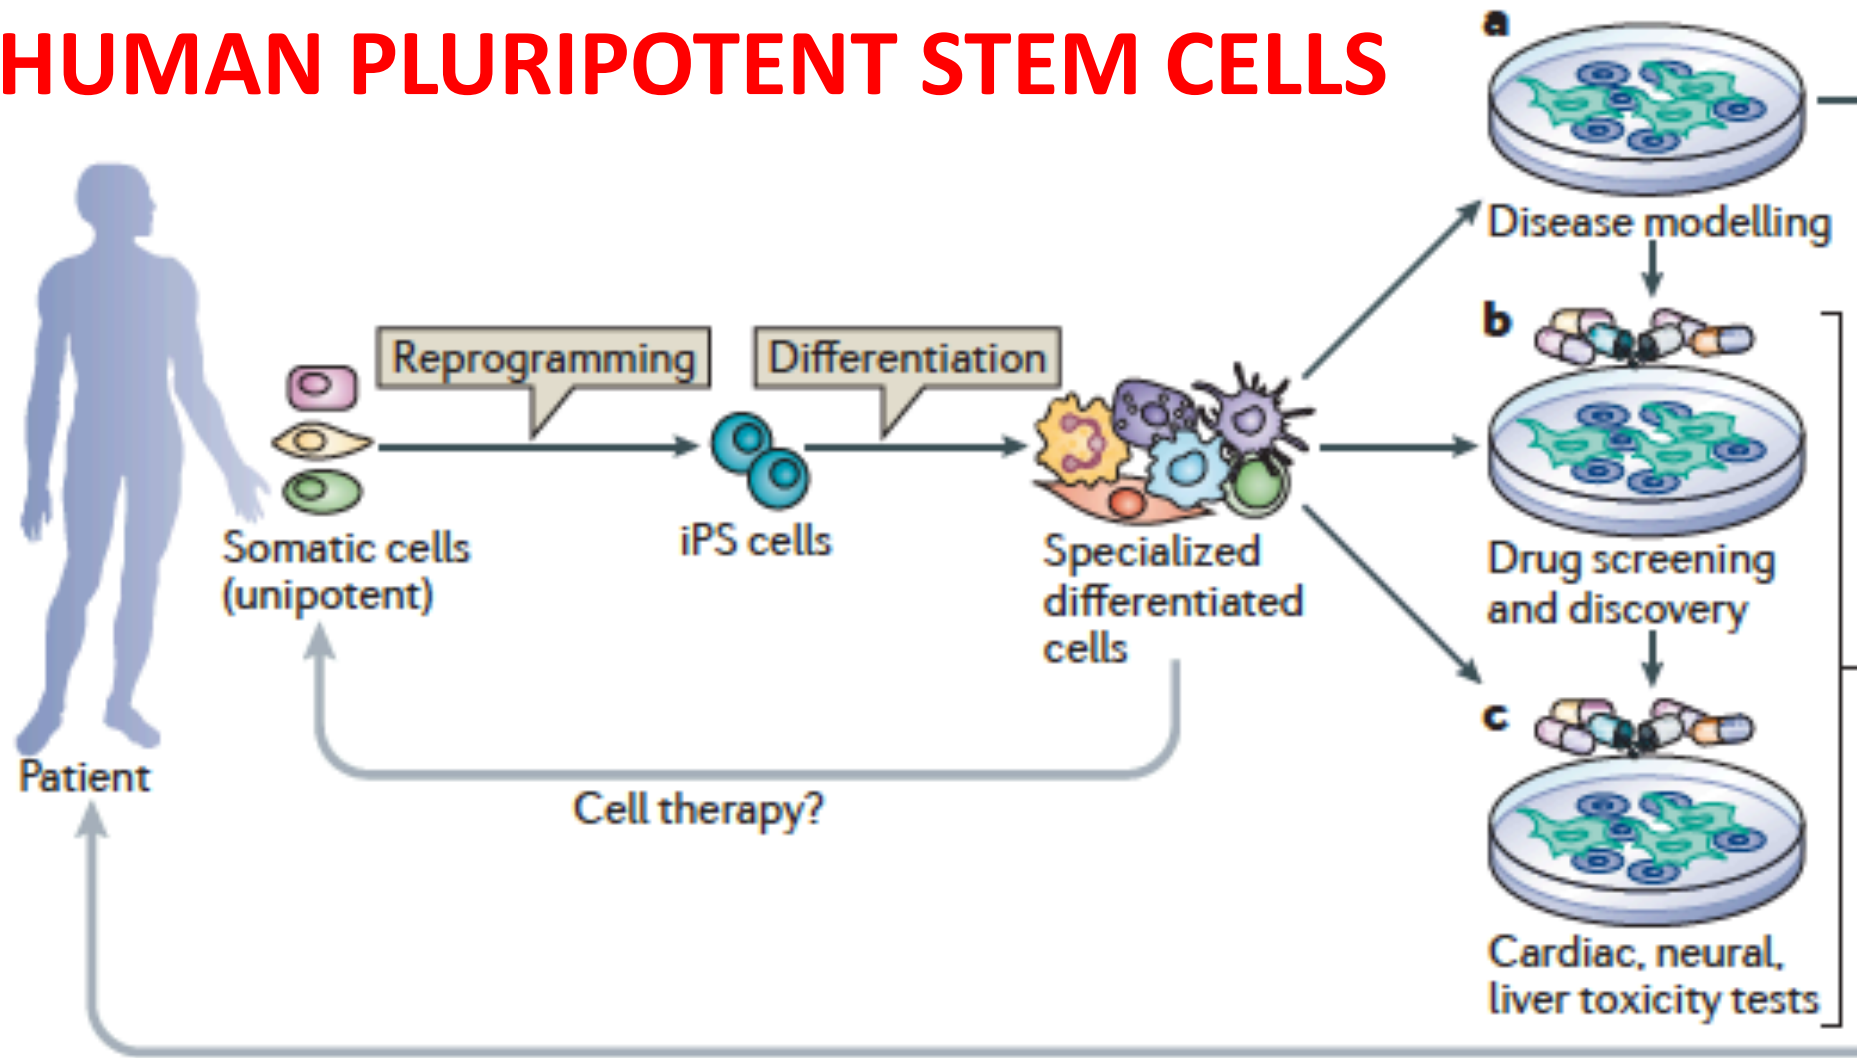 HUMAN PLURIPOTENT STEM CELLS
a
Disease modelling
b
Reprogramming
Differentiation
Somatic cells
(unipotent)
iPS cells
Specialized
differentiated
cells
Drug screening
and discovery
c
Patient
Cell therapy?
Cardiac, neural,
liver toxicity tests